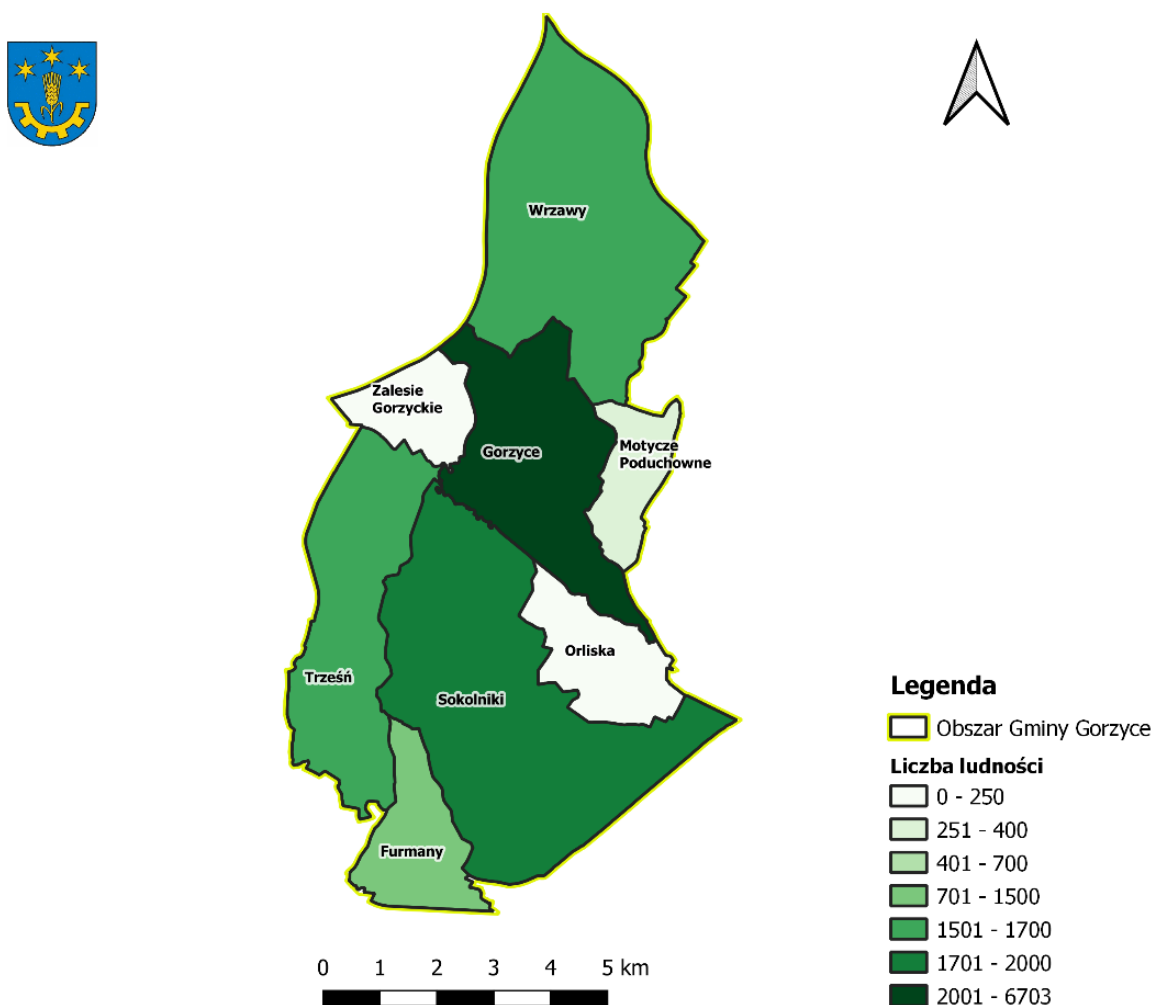 Wrzawy
Zalesie
Gorzyckie
Gorzyce
Motycze
Poduchowne
Orliska
Trześń
Sokolniki
Furmany
Legenda
Obszar Gminy Gorzyce
Liczba ludności
0 - 250
251 - 400
401 - 700
701 - 1500
1501 - 1700
1701 - 2000
2001 - 6703
0 1 2 3 4 5 km